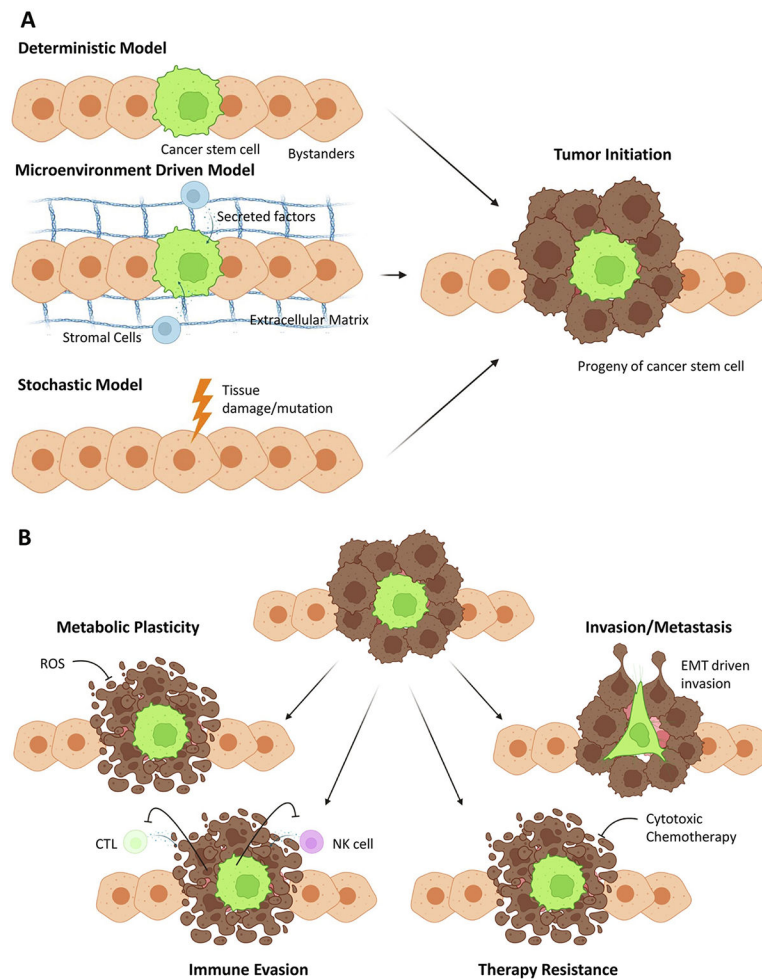 A
Deterministic Model
Cancer stem cell
Bystanders
Microenvironment Driven Model
Secreted factors
Extracellular Matrix
Stromal Cells
Stochastic Model
Tissue
damage/mutation
Tumor Initiation
Progeny of cancer stem cell
B
Metabolic Plasticity
ROS
Invasion/Metastasis
EMT driven
invasion
CTL
NK cell
Immune Evasion
Cytotoxic
Chemotherapy
Therapy Resistance